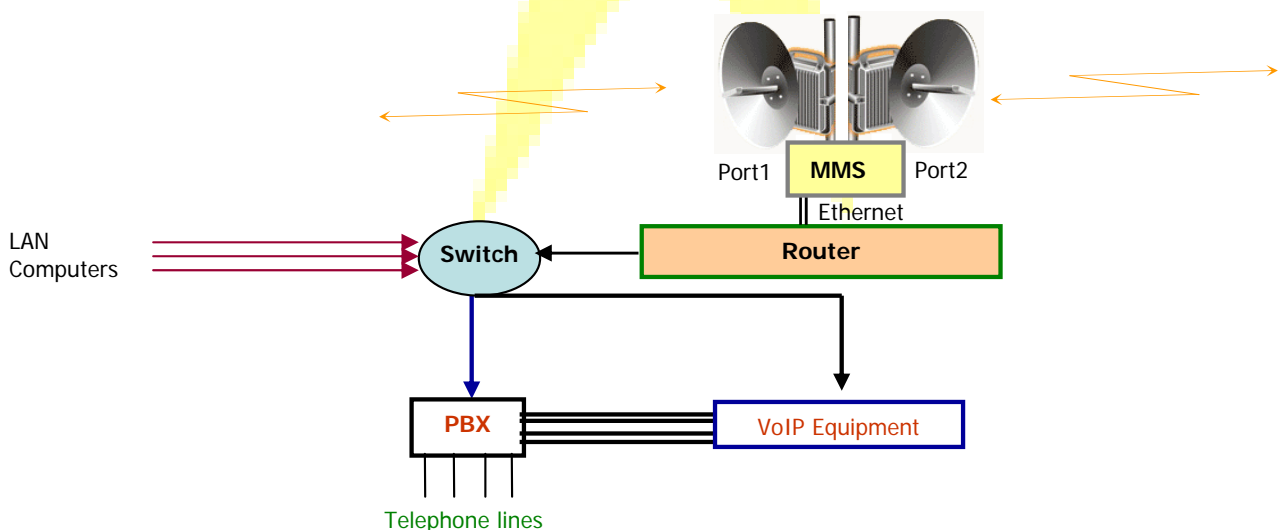 Port1
MMS
Port2
Ethernet
LAN
Computers
Switch
Router
PBX
VoIP Equipment
Telephone lines